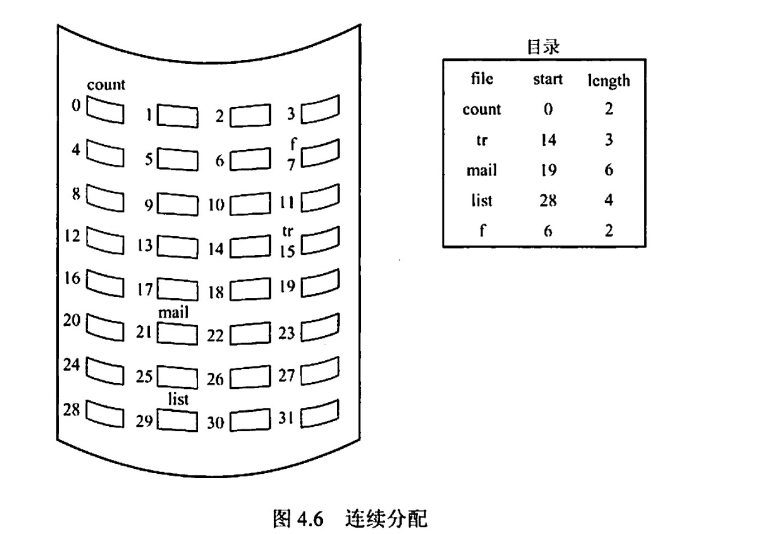 目录
file start length
count 0 2
tr 14 3
mail 19 6
list 28 4
f 6 2
count
0 1 2 3
f
4 5 6 7
8 9 10 11
tr
12 13 14 15
16 17 18 19
mail
20 21 22 23
24 25 26 27
list
28 29 30 31
图 4.6 连续分配